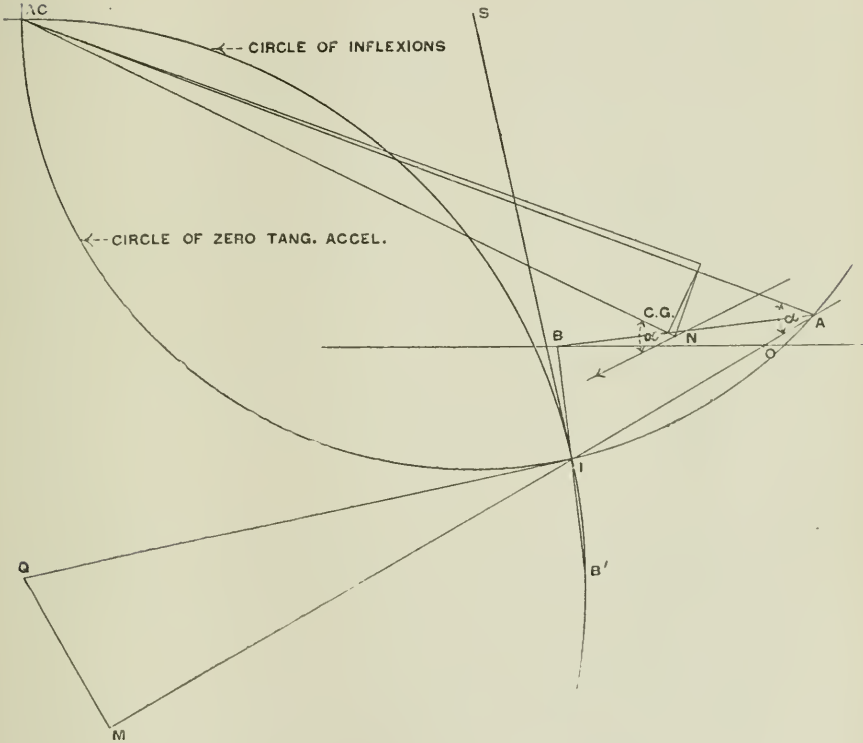 AC
S
CIRCLE OF INFLEXIONS
CIRCLE OF ZERO TANG. ACCEL.
C.G.
α
A
B
α
N
O
I
Q
B'
M